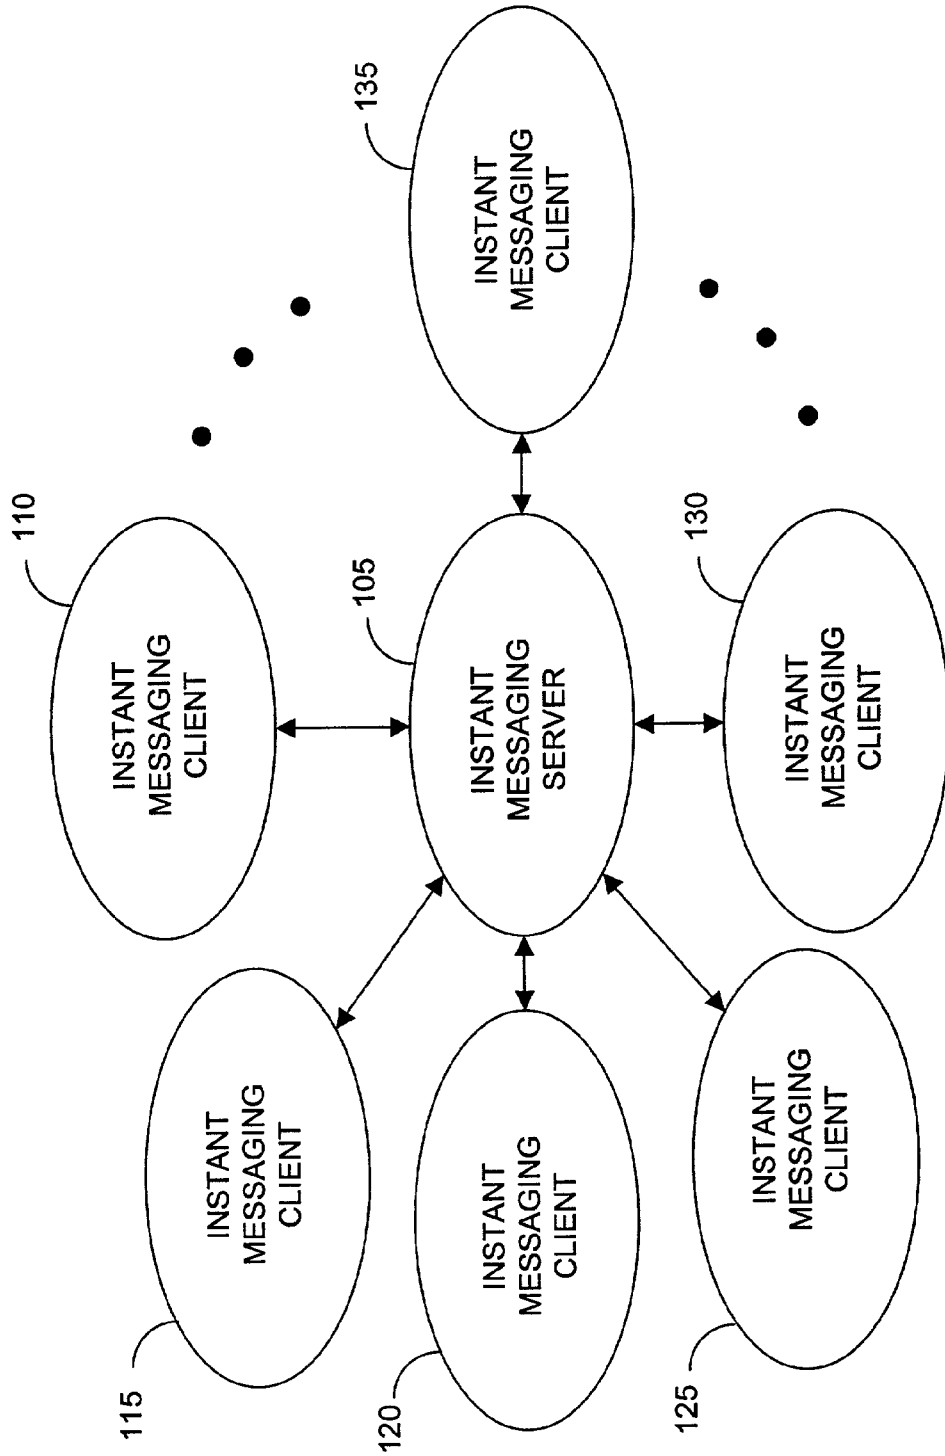 110
INSTANT
MESSAGING
CLIENT
115
INSTANT
MESSAGING
CLIENT
105
INSTANT
MESSAGING
SERVER
135
INSTANT
MESSAGING
CLIENT
120
INSTANT
MESSAGING
CLIENT
125
INSTANT
MESSAGING
CLIENT
130
INSTANT
MESSAGING
CLIENT